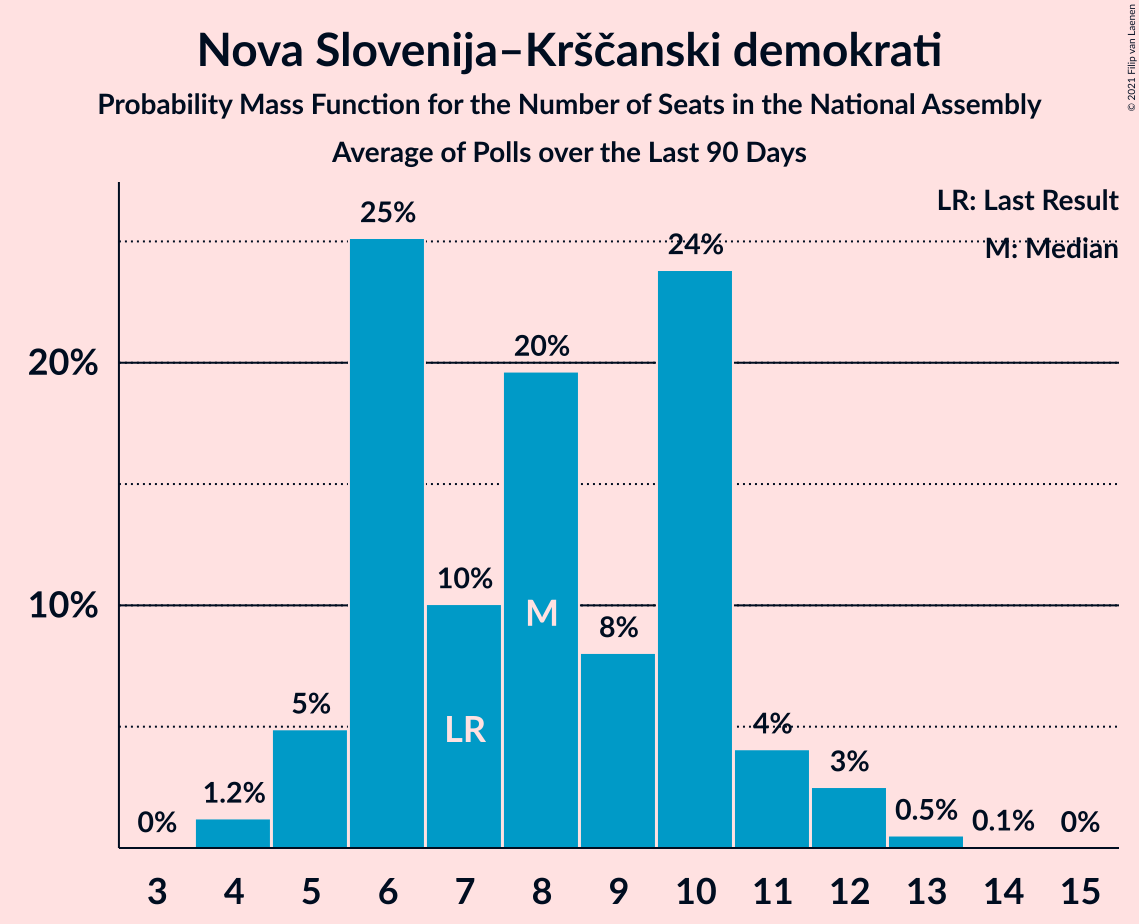 Nova Slovenija–Krščanski demokrati
Probability Mass Function for the Number of Seats in the National Assembly
Average of Polls over the Last 90 Days
© 2021 Filip van Laenen
LR: Last Result
M: Median
25%
24%
20%
20%
10%
10%
M
8%
5%
LR
4%
3%
1.2%
0.5%
0%
0.1%
0%
3 4 5 6 7 8 9 10 11 12 13 14 15